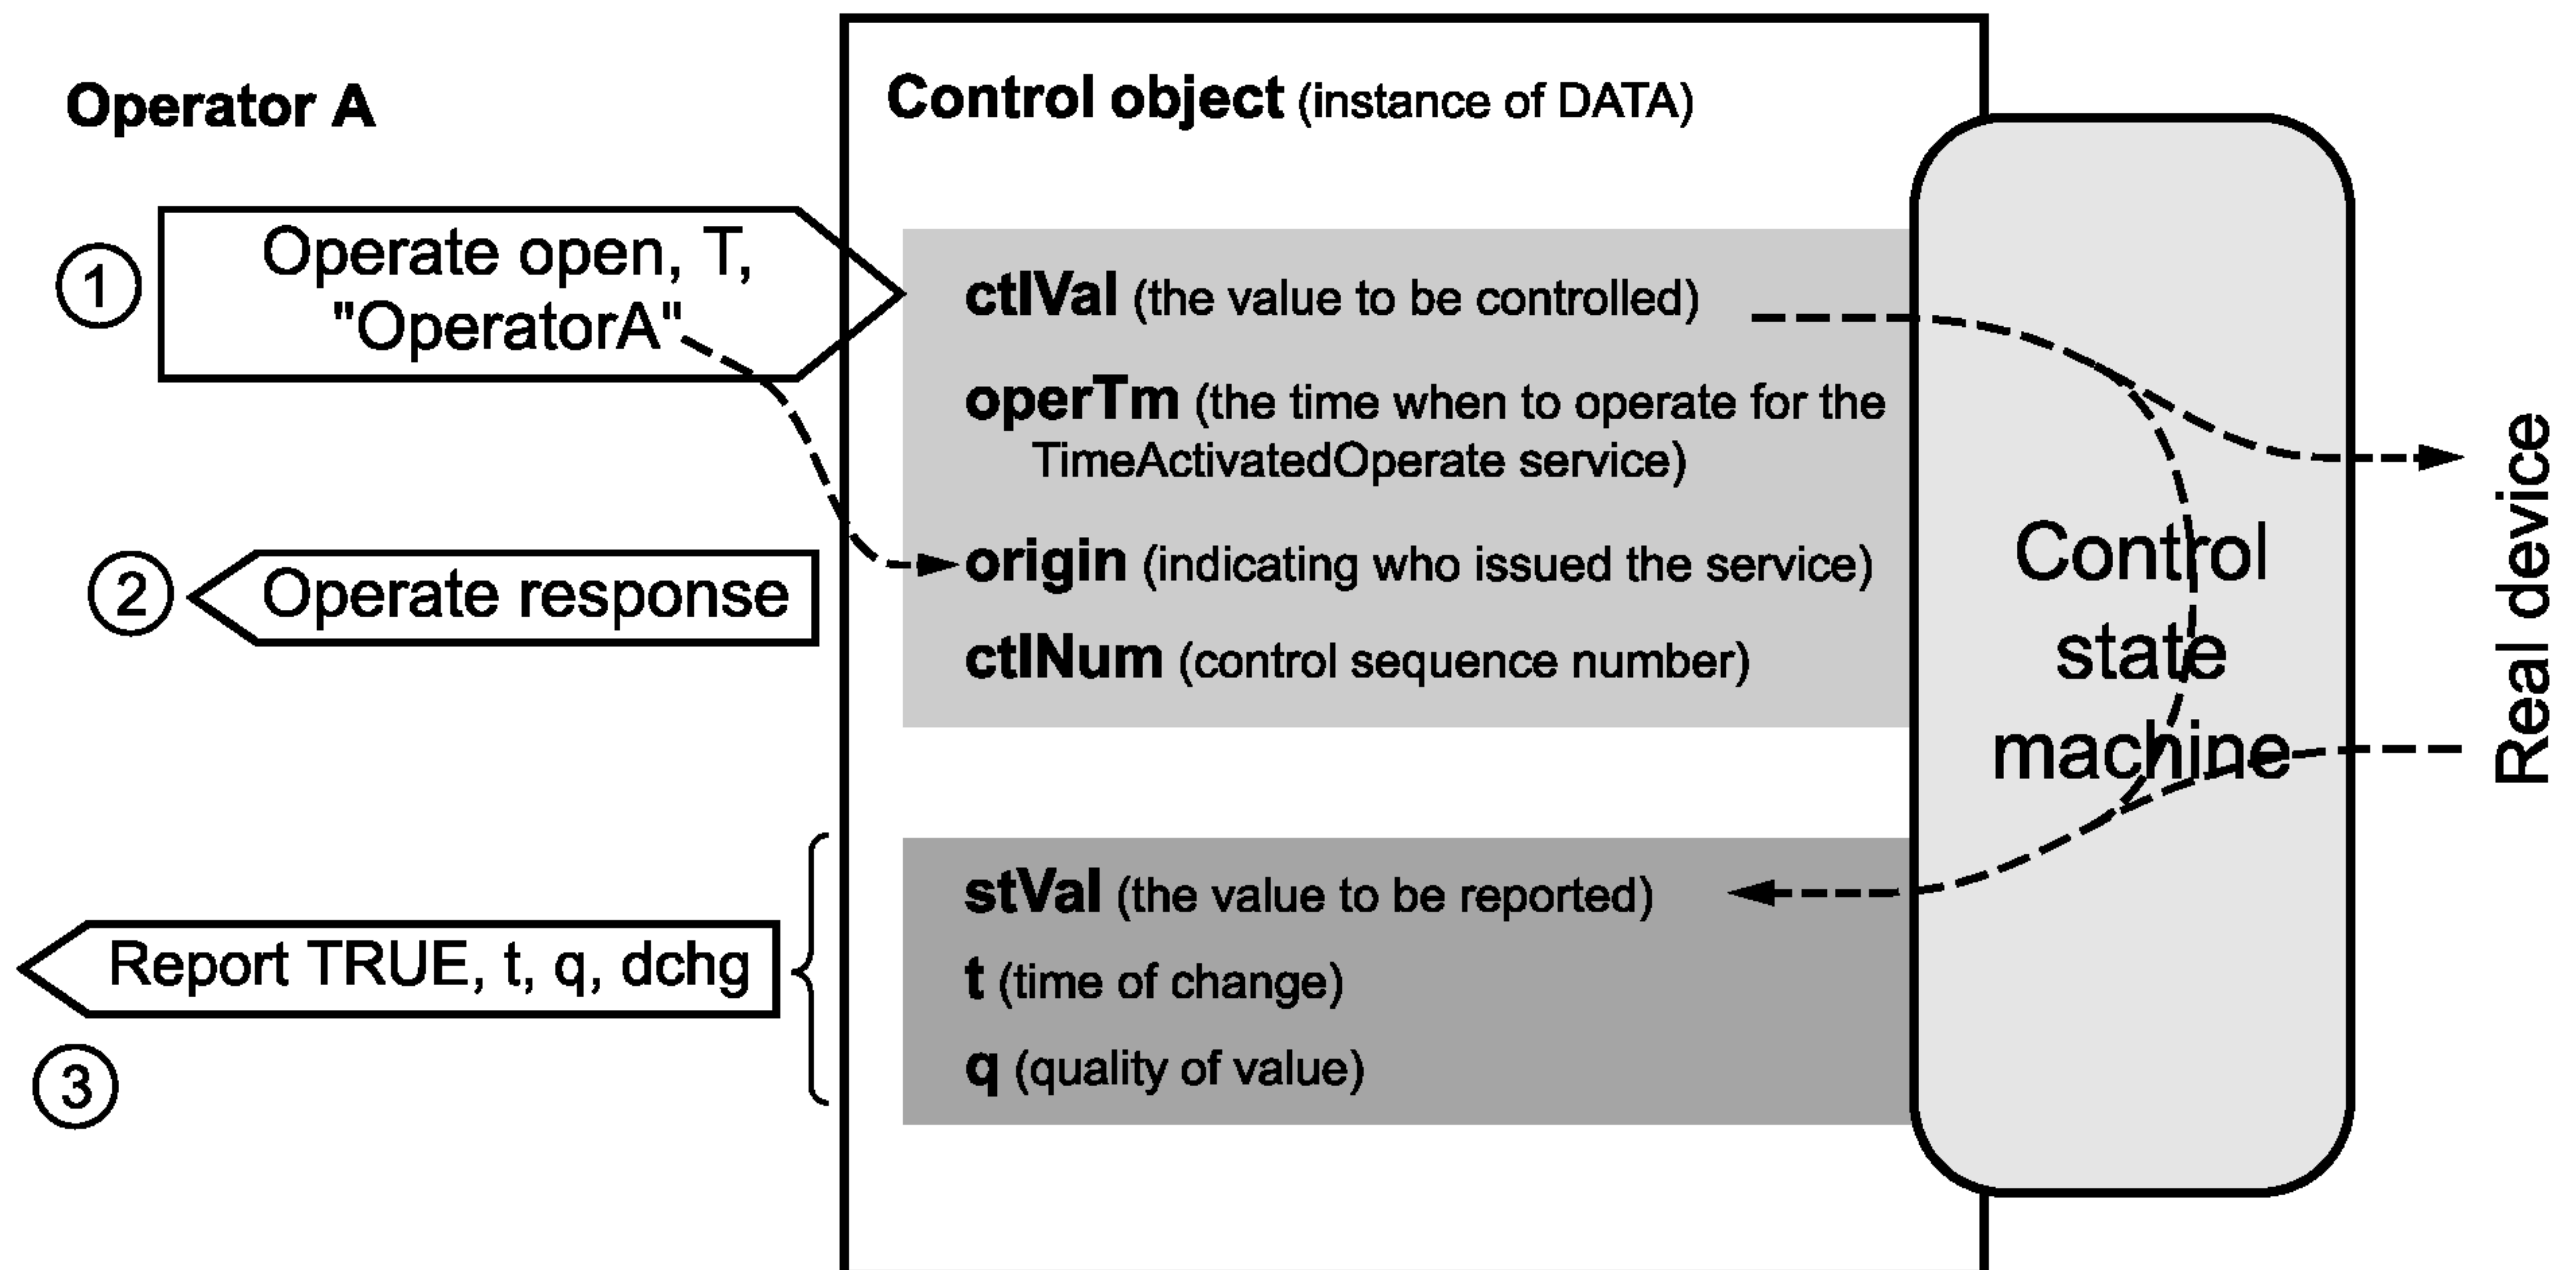 Operator A
Control object (instance of DATA)
1
Operate open, T,
"OperatorA"
ctlVal (the value to be controlled)
operTm (the time when to operate for the
TimeActivatedOperate service)
origin (indicating who issued the service)
ctlNum (control sequence number)
2
Operate response
Control
state
machine
Real device
stVal (the value to be reported)
t (time of change)
q (quality of value)
Report TRUE, t, q, dchg
3